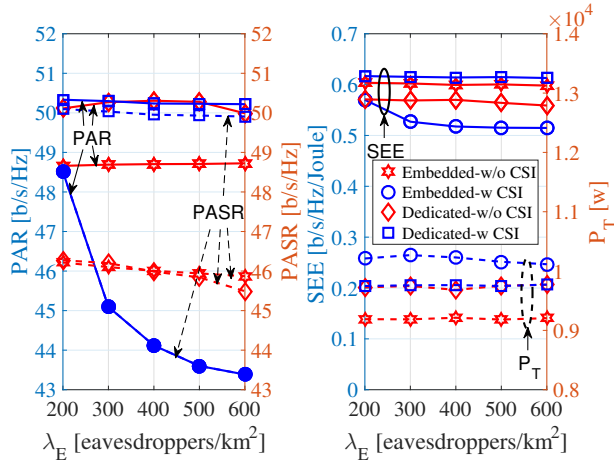 52 52
51 51
50 50
49 49
48 48
47 47
46 46
45 45
44 44
43 43
200 300 400 500 600
λ_E [eavesdroppers/km²]
PAR [b/s/Hz]
PASR [b/s/Hz]
PAR
PASR
×10⁴
0.7
0.6
0.5
0.4
0.3
0.2
0.1
0
1.4
1.3
1.2
1.1
1
0.9
0.8
200 300 400 500 600
λ_E [eavesdroppers/km²]
SEE [b/s/Hz/Joule]
P_T [w]
SEE
Embedded-w/o CSI
Embedded-w CSI
Dedicated-w/o CSI
Dedicated-w CSI
P_T